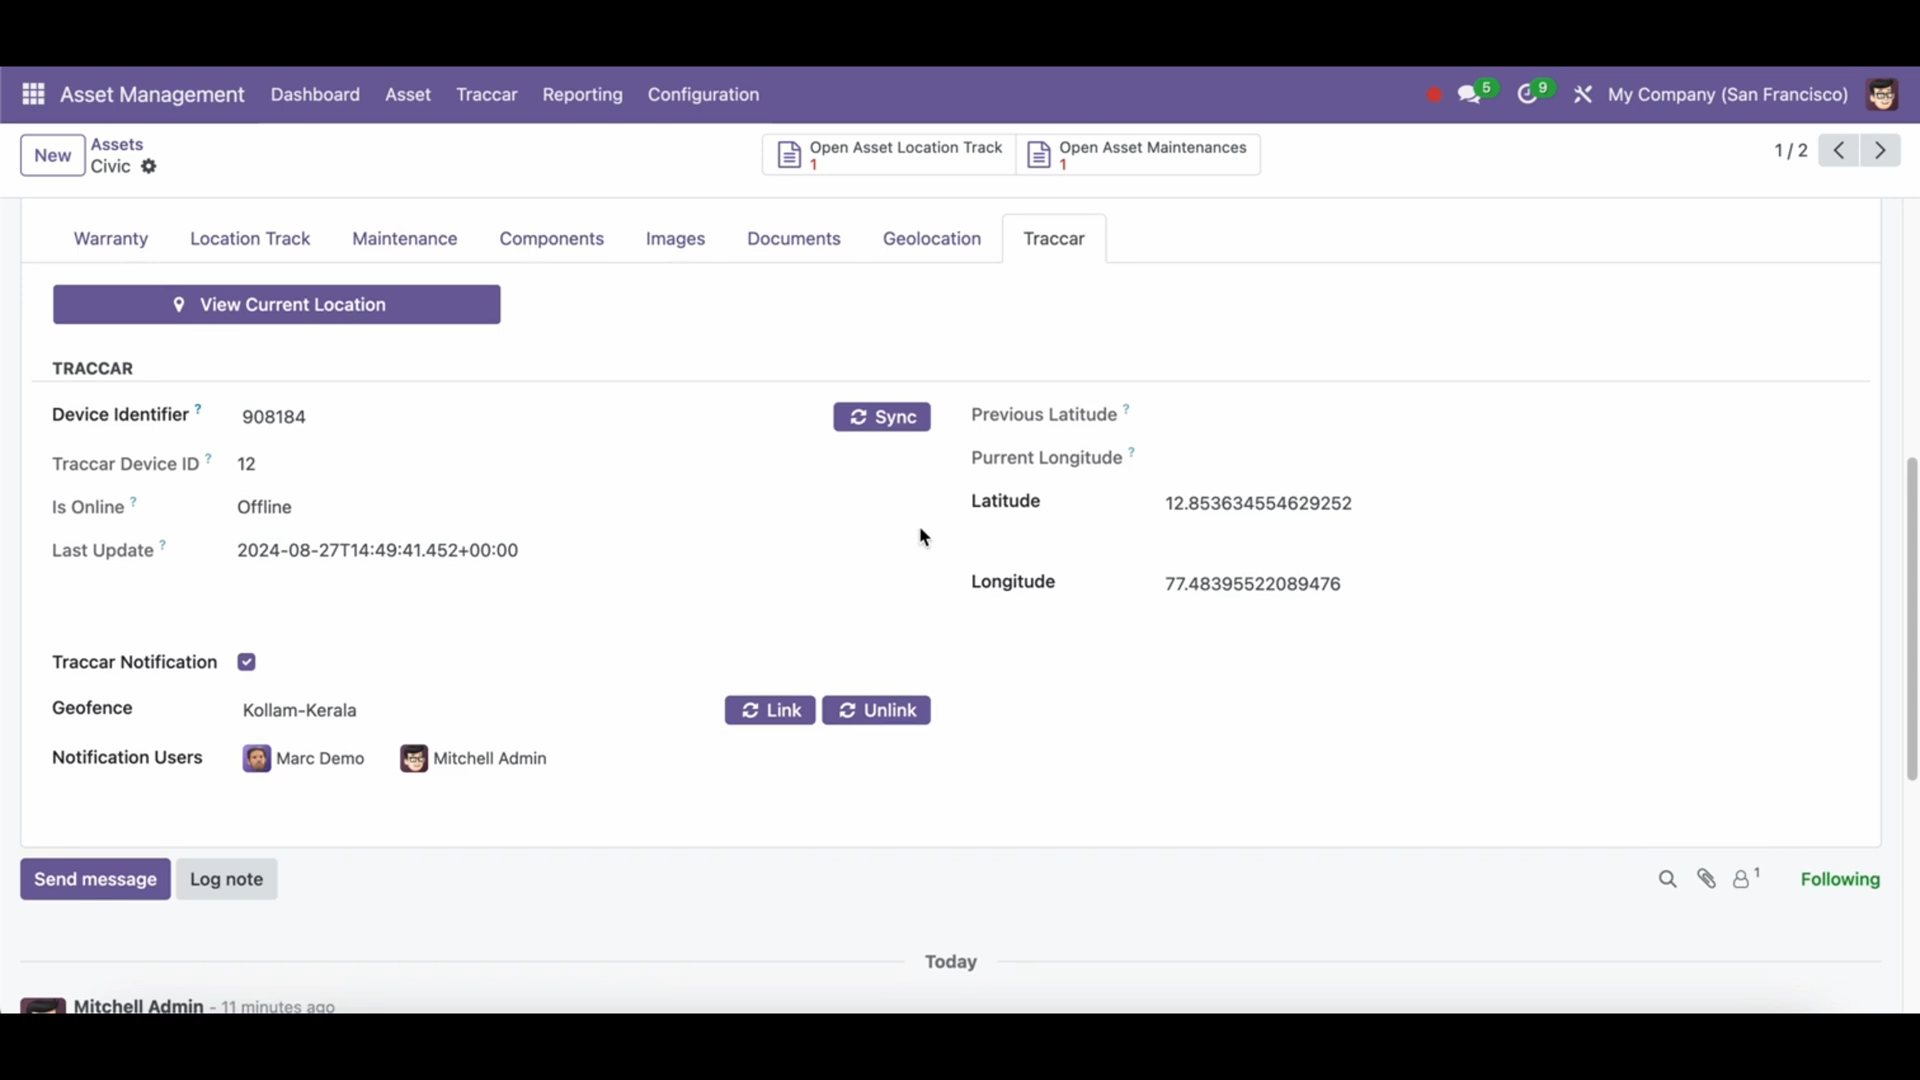 Asset Management Dashboard Asset Traccar Reporting Configuration 5 9 My Company (San Francisco)
New Assets Open Asset Location Track Open Asset Maintenances 1 / 2
Civic 1 1
Warranty Location Track Maintenance Components Images Documents Geolocation Traccar
View Current Location
TRACCAR
Device Identifier ? 908184 Sync Previous Latitude ?
Traccar Device ID ? 12 Purrent Longitude ?
Is Online ? Offline Latitude 12.853634554629252
Last Update ? 2024-08-27T14:49:41.452+00:00
Longitude 77.48395522089476
Traccar Notification
Geofence Kollam-Kerala Link Unlink
Notification Users Marc Demo Mitchell Admin
Send message Log note 1 Following
Today
Mitchell Admin - 11 minutes ago